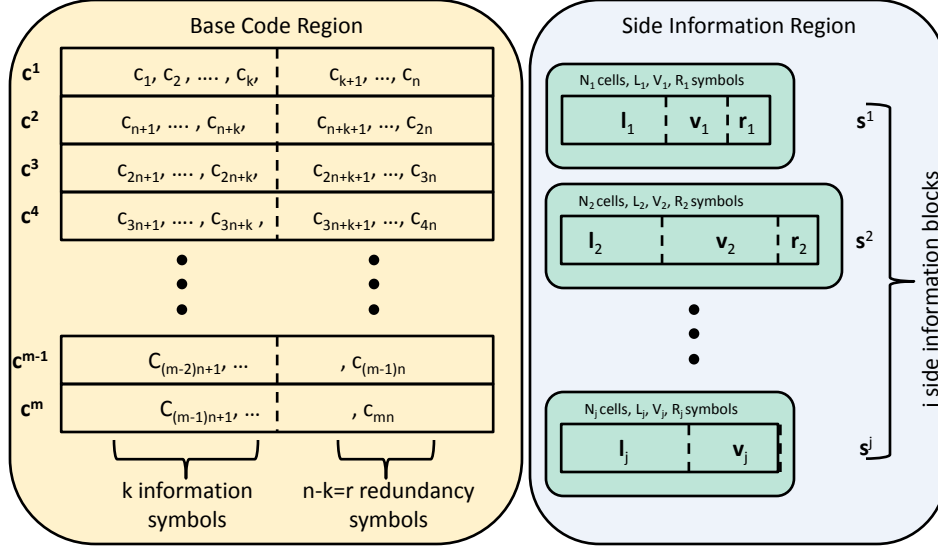 Base Code Region
c¹ c₁, c₂ , .... , cₖ, cₖ₊₁, ..., cₙ
c² cₙ₊₁, .... , cₙ₊ₖ, cₙ₊ₖ₊₁, ..., c₂ₙ
c³ c₂ₙ₊₁, .... , c₂ₙ₊ₖ, c₂ₙ₊ₖ₊₁, ..., c₃ₙ
c⁴ c₃ₙ₊₁, .... , c₃ₙ₊ₖ , c₃ₙ₊ₖ₊₁, ..., c₄ₙ
cᵐ⁻¹ C₍ₘ₋₂₎ₙ₊₁, ... , c₍ₘ₋₁₎ₙ
cᵐ C₍ₘ₋₁₎ₙ₊₁, ... , cₘₙ
k information
symbols
n-k=r redundancy
symbols
Side Information Region
N₁ cells, L₁, V₁, R₁ symbols
l₁ v₁ r₁
s¹
N₂ cells, L₂, V₂, R₂ symbols
l₂ v₂ r₂
s²
Nⱼ cells, Lⱼ, Vⱼ, Rⱼ symbols
lⱼ vⱼ
sʲ
j side information blocks